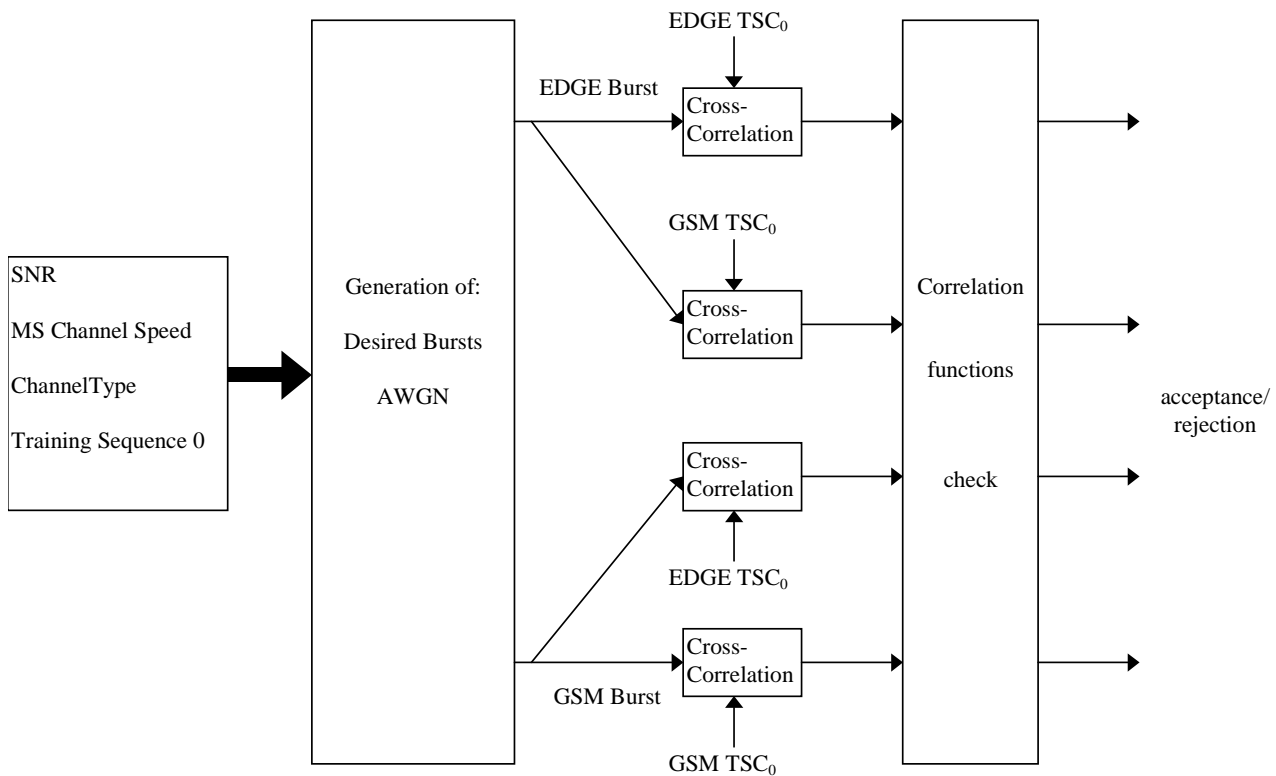 SNR
MS Channel Speed
ChannelType
Training Sequence 0
Generation of:
Desired Bursts
AWGN
EDGE TSC₀
EDGE Burst
Cross-
Correlation
GSM TSC₀
Cross-
Correlation
Cross-
Correlation
EDGE TSC₀
Cross-
Correlation
GSM Burst
GSM TSC₀
Correlation
functions
check
acceptance/
rejection